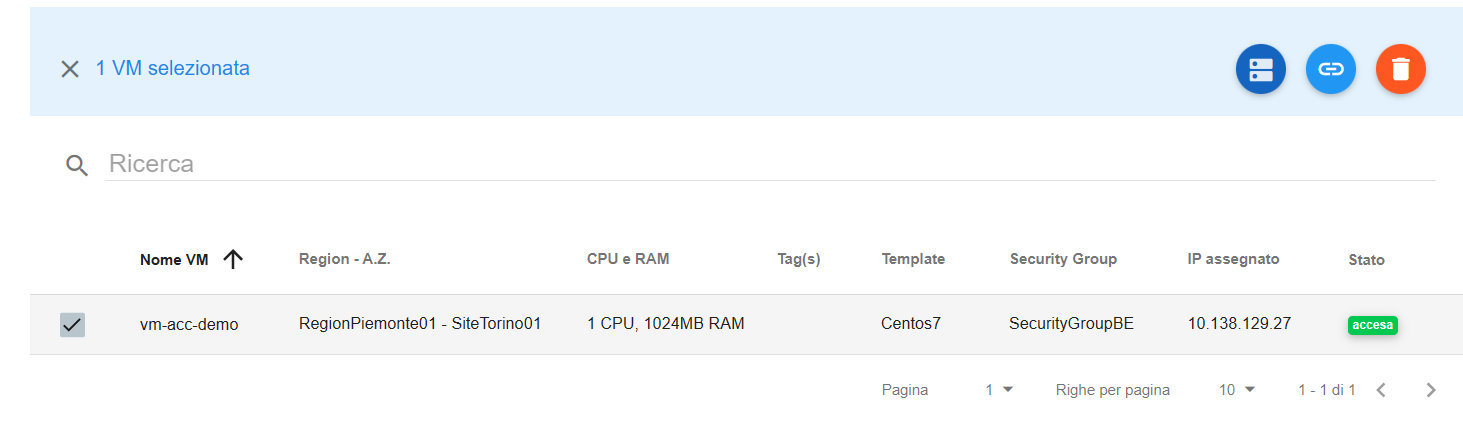 1 VM selezionata
Ricerca
Nome VM Region - A.Z. CPU e RAM Tag(s) Template Security Group IP assegnato Stato
vm-acc-demo RegionPiemonte01 - SiteTorino01 1 CPU, 1024MB RAM Centos7 SecurityGroupBE 10.138.129.27 accesa
Pagina 1 Righe per pagina 10 1 - 1 di 1